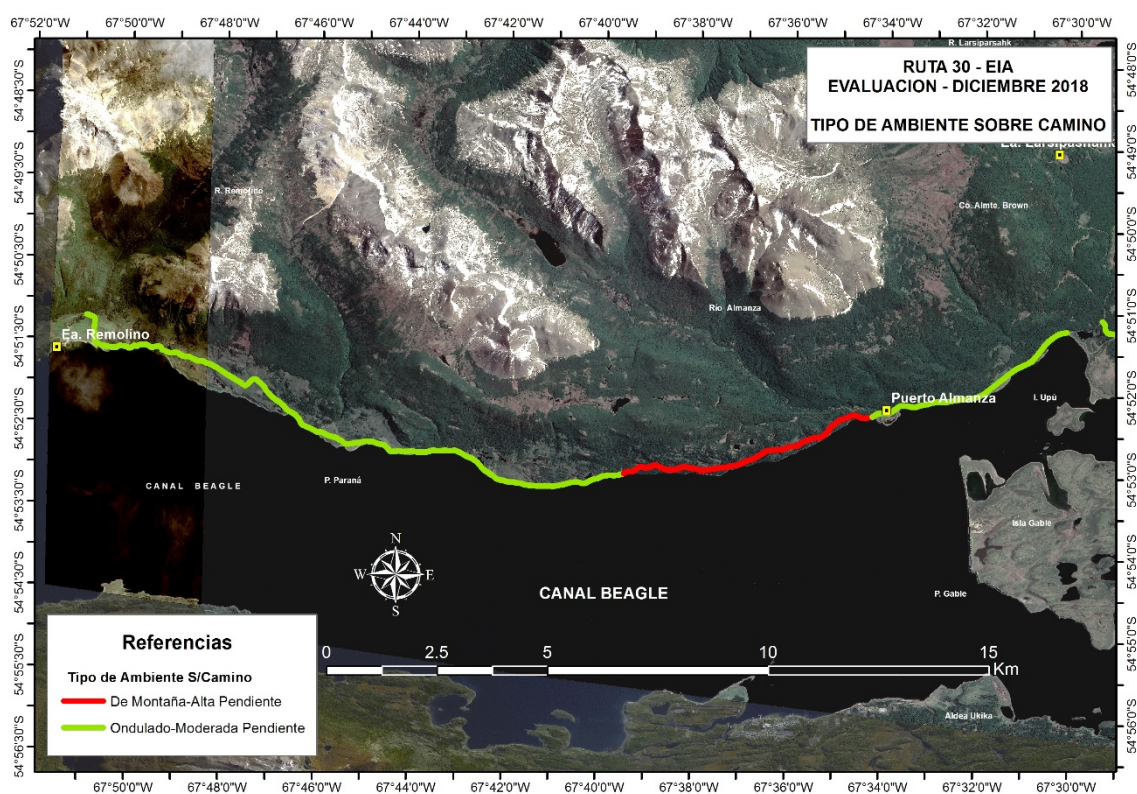 67°52'0"W 67°50'0"W 67°48'0"W 67°46'0"W 67°44'0"W 67°42'0"W 67°40'0"W 67°38'0"W 67°36'0"W 67°34'0"W 67°32'0"W 67°30'0"W
R. Larsiparsahk
RUTA 30 - EIA
EVALUACION - DICIEMBRE 2018
TIPO DE AMBIENTE SOBRE CAMINO
R. Remolino
Co. Almte. Brown
Río Almanza
Ea. Remolino
Puerto Almanza
I. Upú
P. Paraná
CANAL BEAGLE
Isla Gable
N
W E
S
CANAL BEAGLE
P. Gable
Referencias
Tipo de Ambiente S/Camino
De Montaña-Alta Pendiente
Ondulado-Moderada Pendiente
0 2.5 5 10 15
Km
Aldea Ukika
54°48'30"S
54°49'30"S
54°50'30"S
54°51'30"S
54°52'30"S
54°53'30"S
54°54'30"S
54°55'30"S
54°56'30"S
54°48'0"S
54°49'0"S
54°50'0"S
54°51'0"S
54°52'0"S
54°53'0"S
54°54'0"S
54°55'0"S
54°56'0"S
67°50'0"W 67°48'0"W 67°46'0"W 67°44'0"W 67°42'0"W 67°40'0"W 67°38'0"W 67°36'0"W 67°34'0"W 67°32'0"W 67°30'0"W